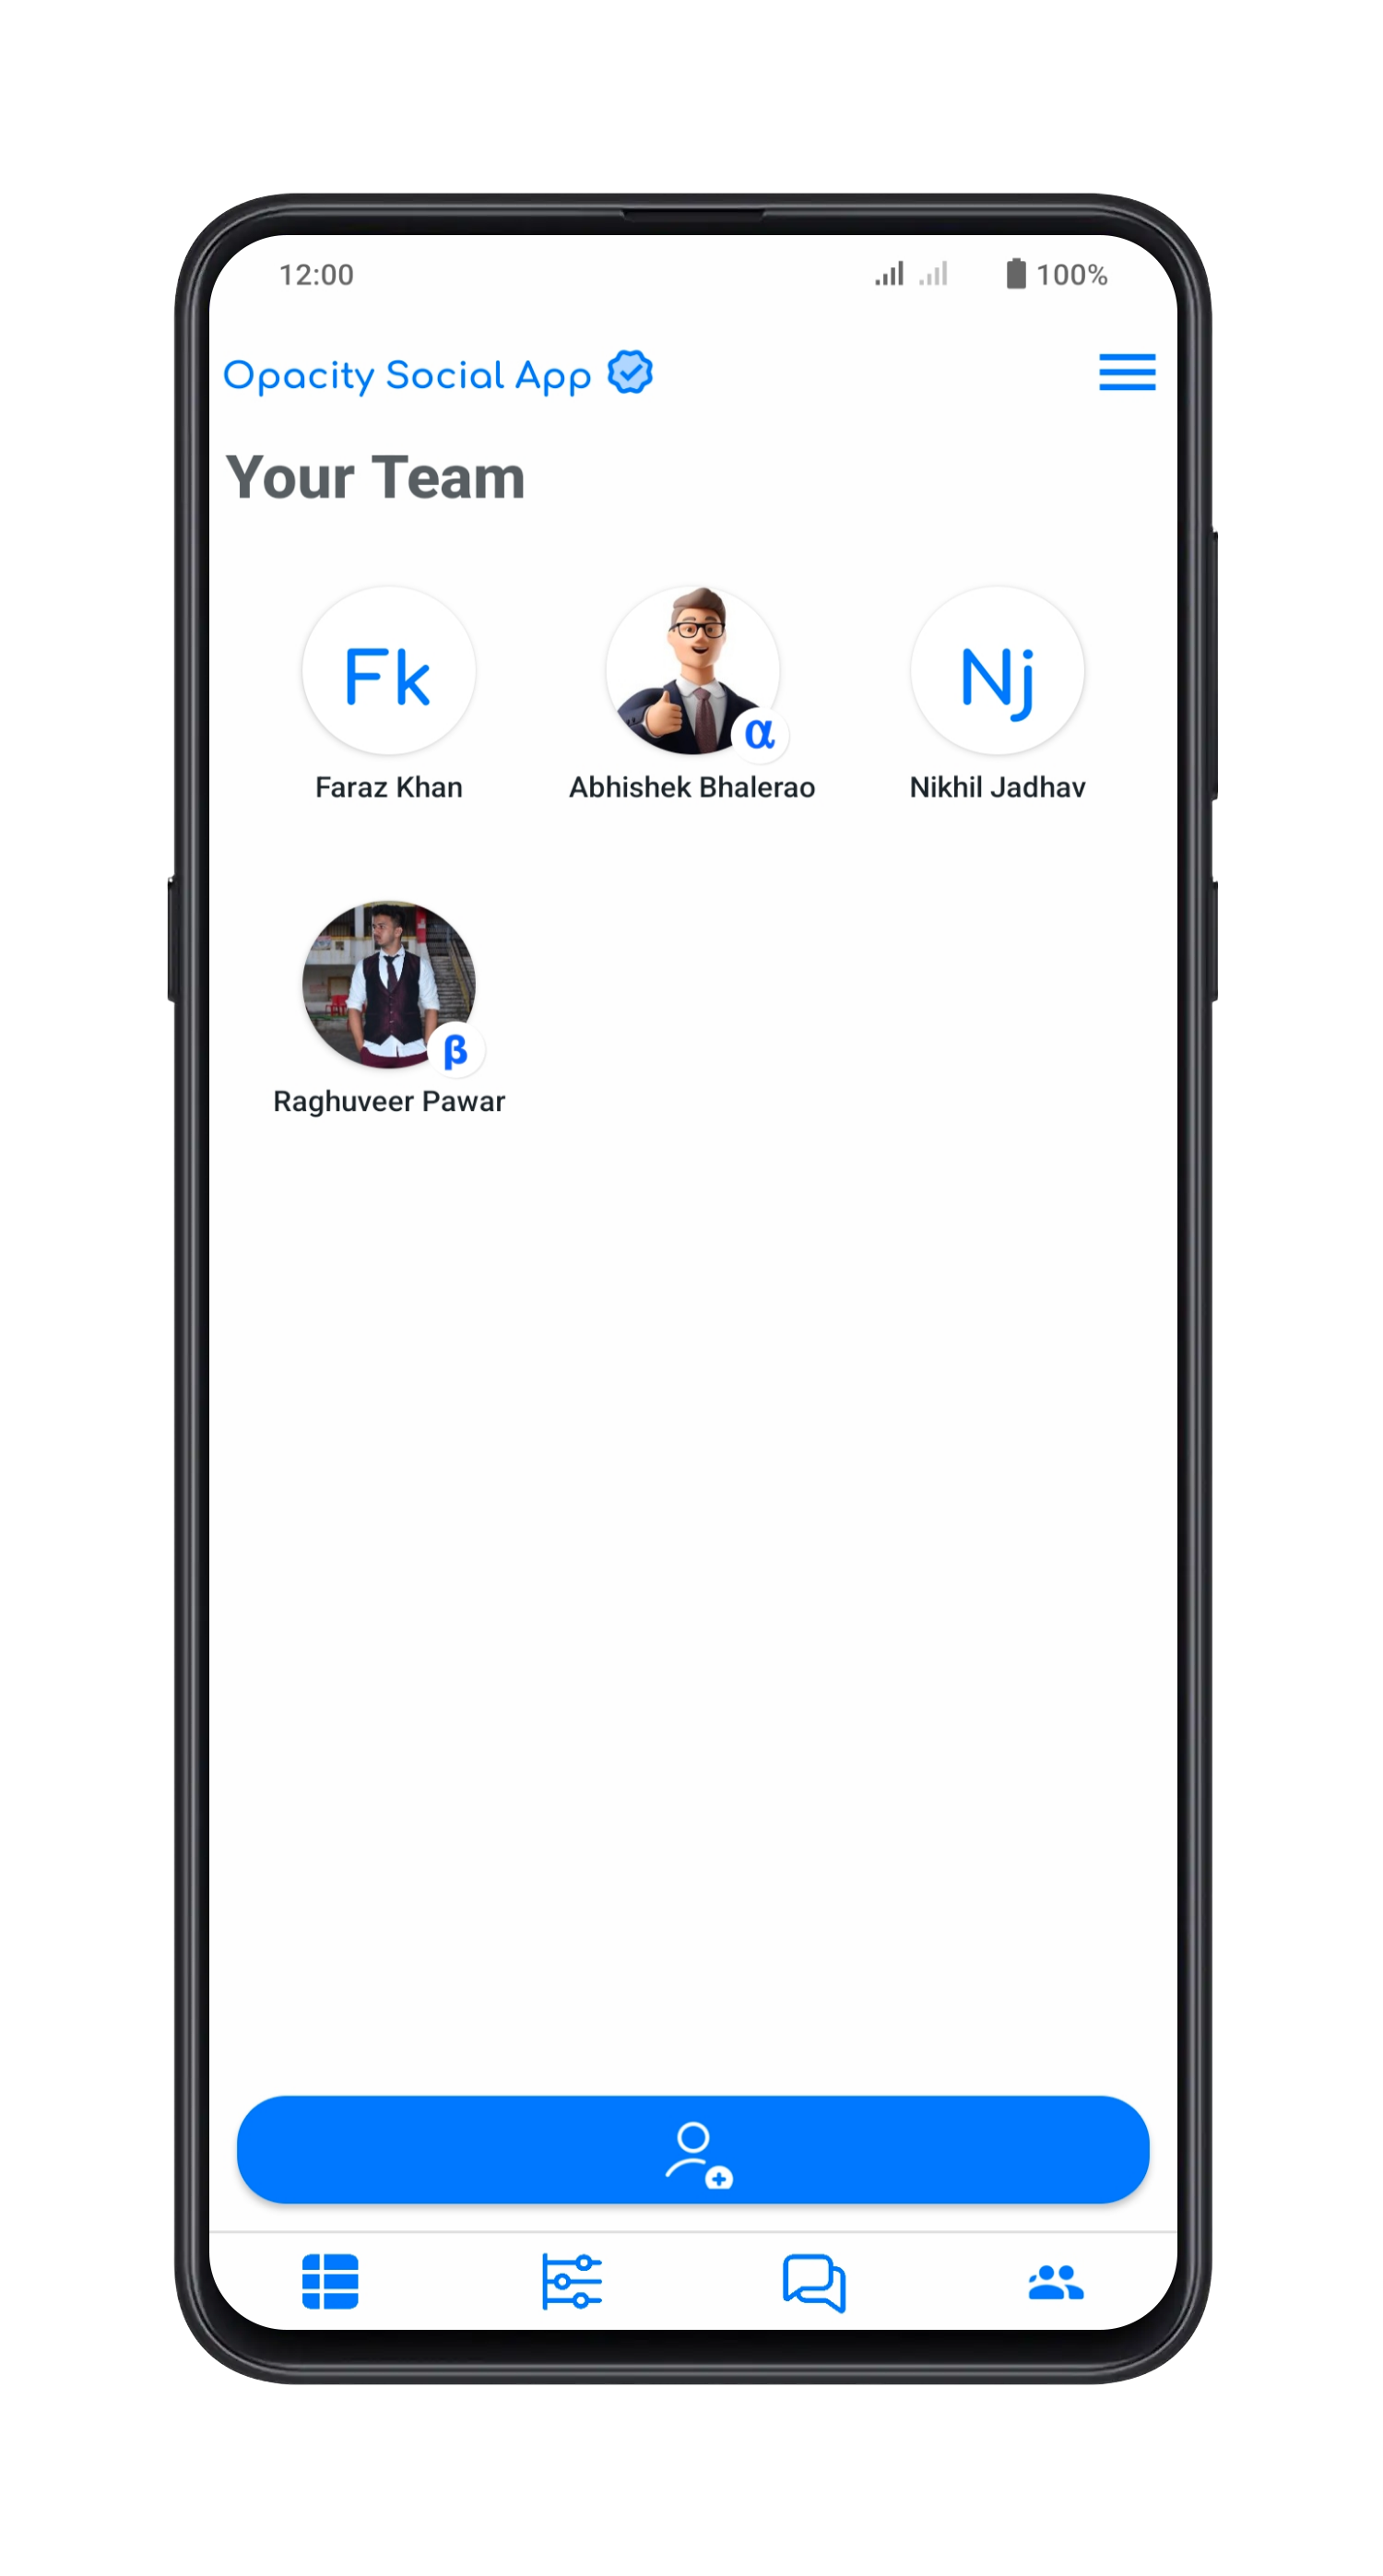 12:00 100%
Opacity Social App
Your Team
Fk Nj
α
Faraz Khan Abhishek Bhalerao Nikhil Jadhav
β
Raghuveer Pawar